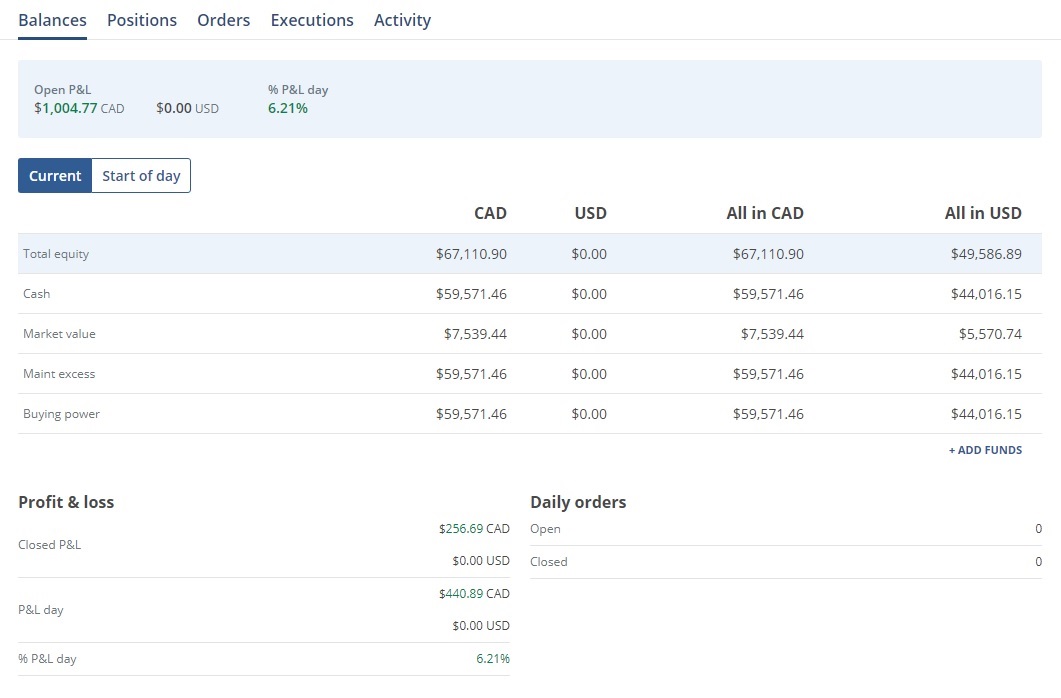 Balances Positions Orders Executions Activity
Open P&L % P&L day
$1,004.77 CAD $0.00 USD 6.21%
Current Start of day
CAD USD All in CAD All in USD
Total equity $67,110.90 $0.00 $67,110.90 $49,586.89
Cash $59,571.46 $0.00 $59,571.46 $44,016.15
Market value $7,539.44 $0.00 $7,539.44 $5,570.74
Maint excess $59,571.46 $0.00 $59,571.46 $44,016.15
Buying power $59,571.46 $0.00 $59,571.46 $44,016.15
+ ADD FUNDS
Profit & loss
$256.69 CAD
Closed P&L
$0.00 USD
$440.89 CAD
P&L day
$0.00 USD
% P&L day 6.21%
Daily orders
Open 0
Closed 0